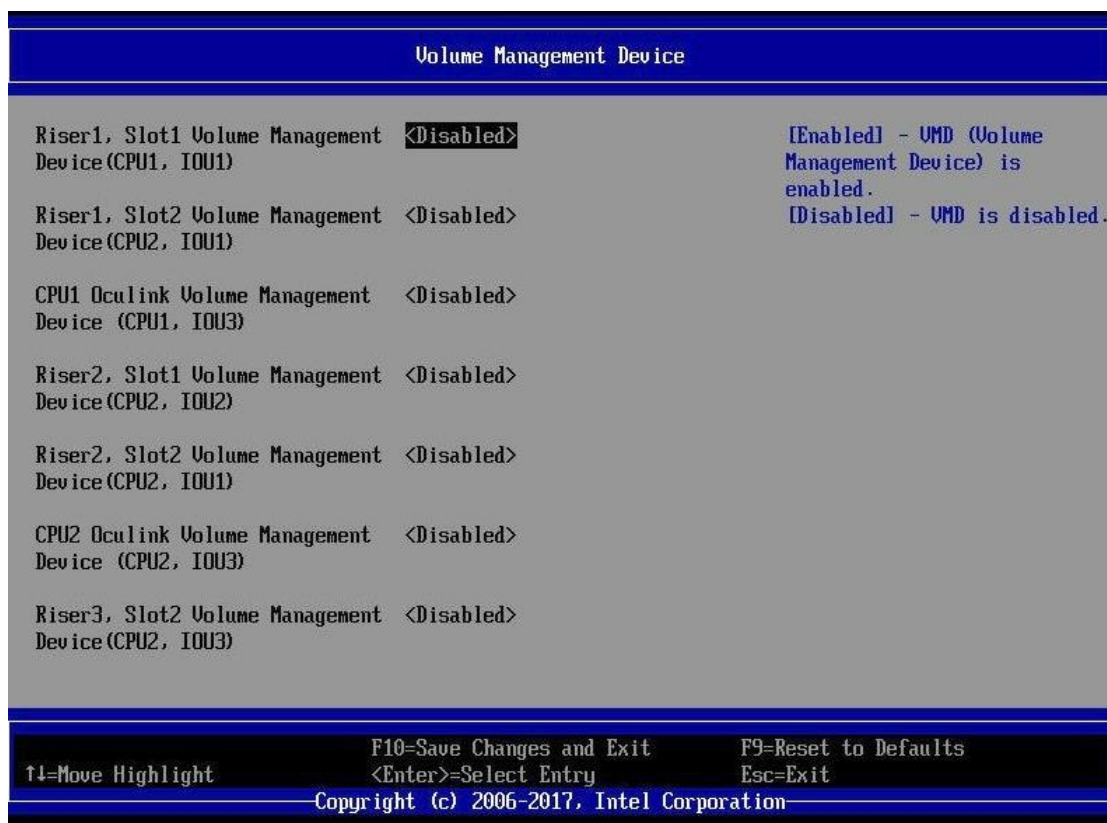 Volume Management Device
Riser1, Slot1 Volume Management <Disabled>
Device(CPU1, IOU1)
Riser1, Slot2 Volume Management <Disabled>
Device(CPU2, IOU1)
CPU1 Oculink Volume Management <Disabled>
Device (CPU1, IOU3)
Riser2, Slot1 Volume Management <Disabled>
Device(CPU2, IOU2)
Riser2, Slot2 Volume Management <Disabled>
Device(CPU2, IOU1)
CPU2 Oculink Volume Management <Disabled>
Device (CPU2, IOU3)
Riser3, Slot2 Volume Management <Disabled>
Device(CPU2, IOU3)
[Enabled] - VMD (Volume
Management Device) is
enabled.
[Disabled] - VMD is disabled.
F10=Save Changes and Exit F9=Reset to Defaults
↑↓=Move Highlight <Enter>=Select Entry Esc=Exit
Copyright (c) 2006-2017, Intel Corporation